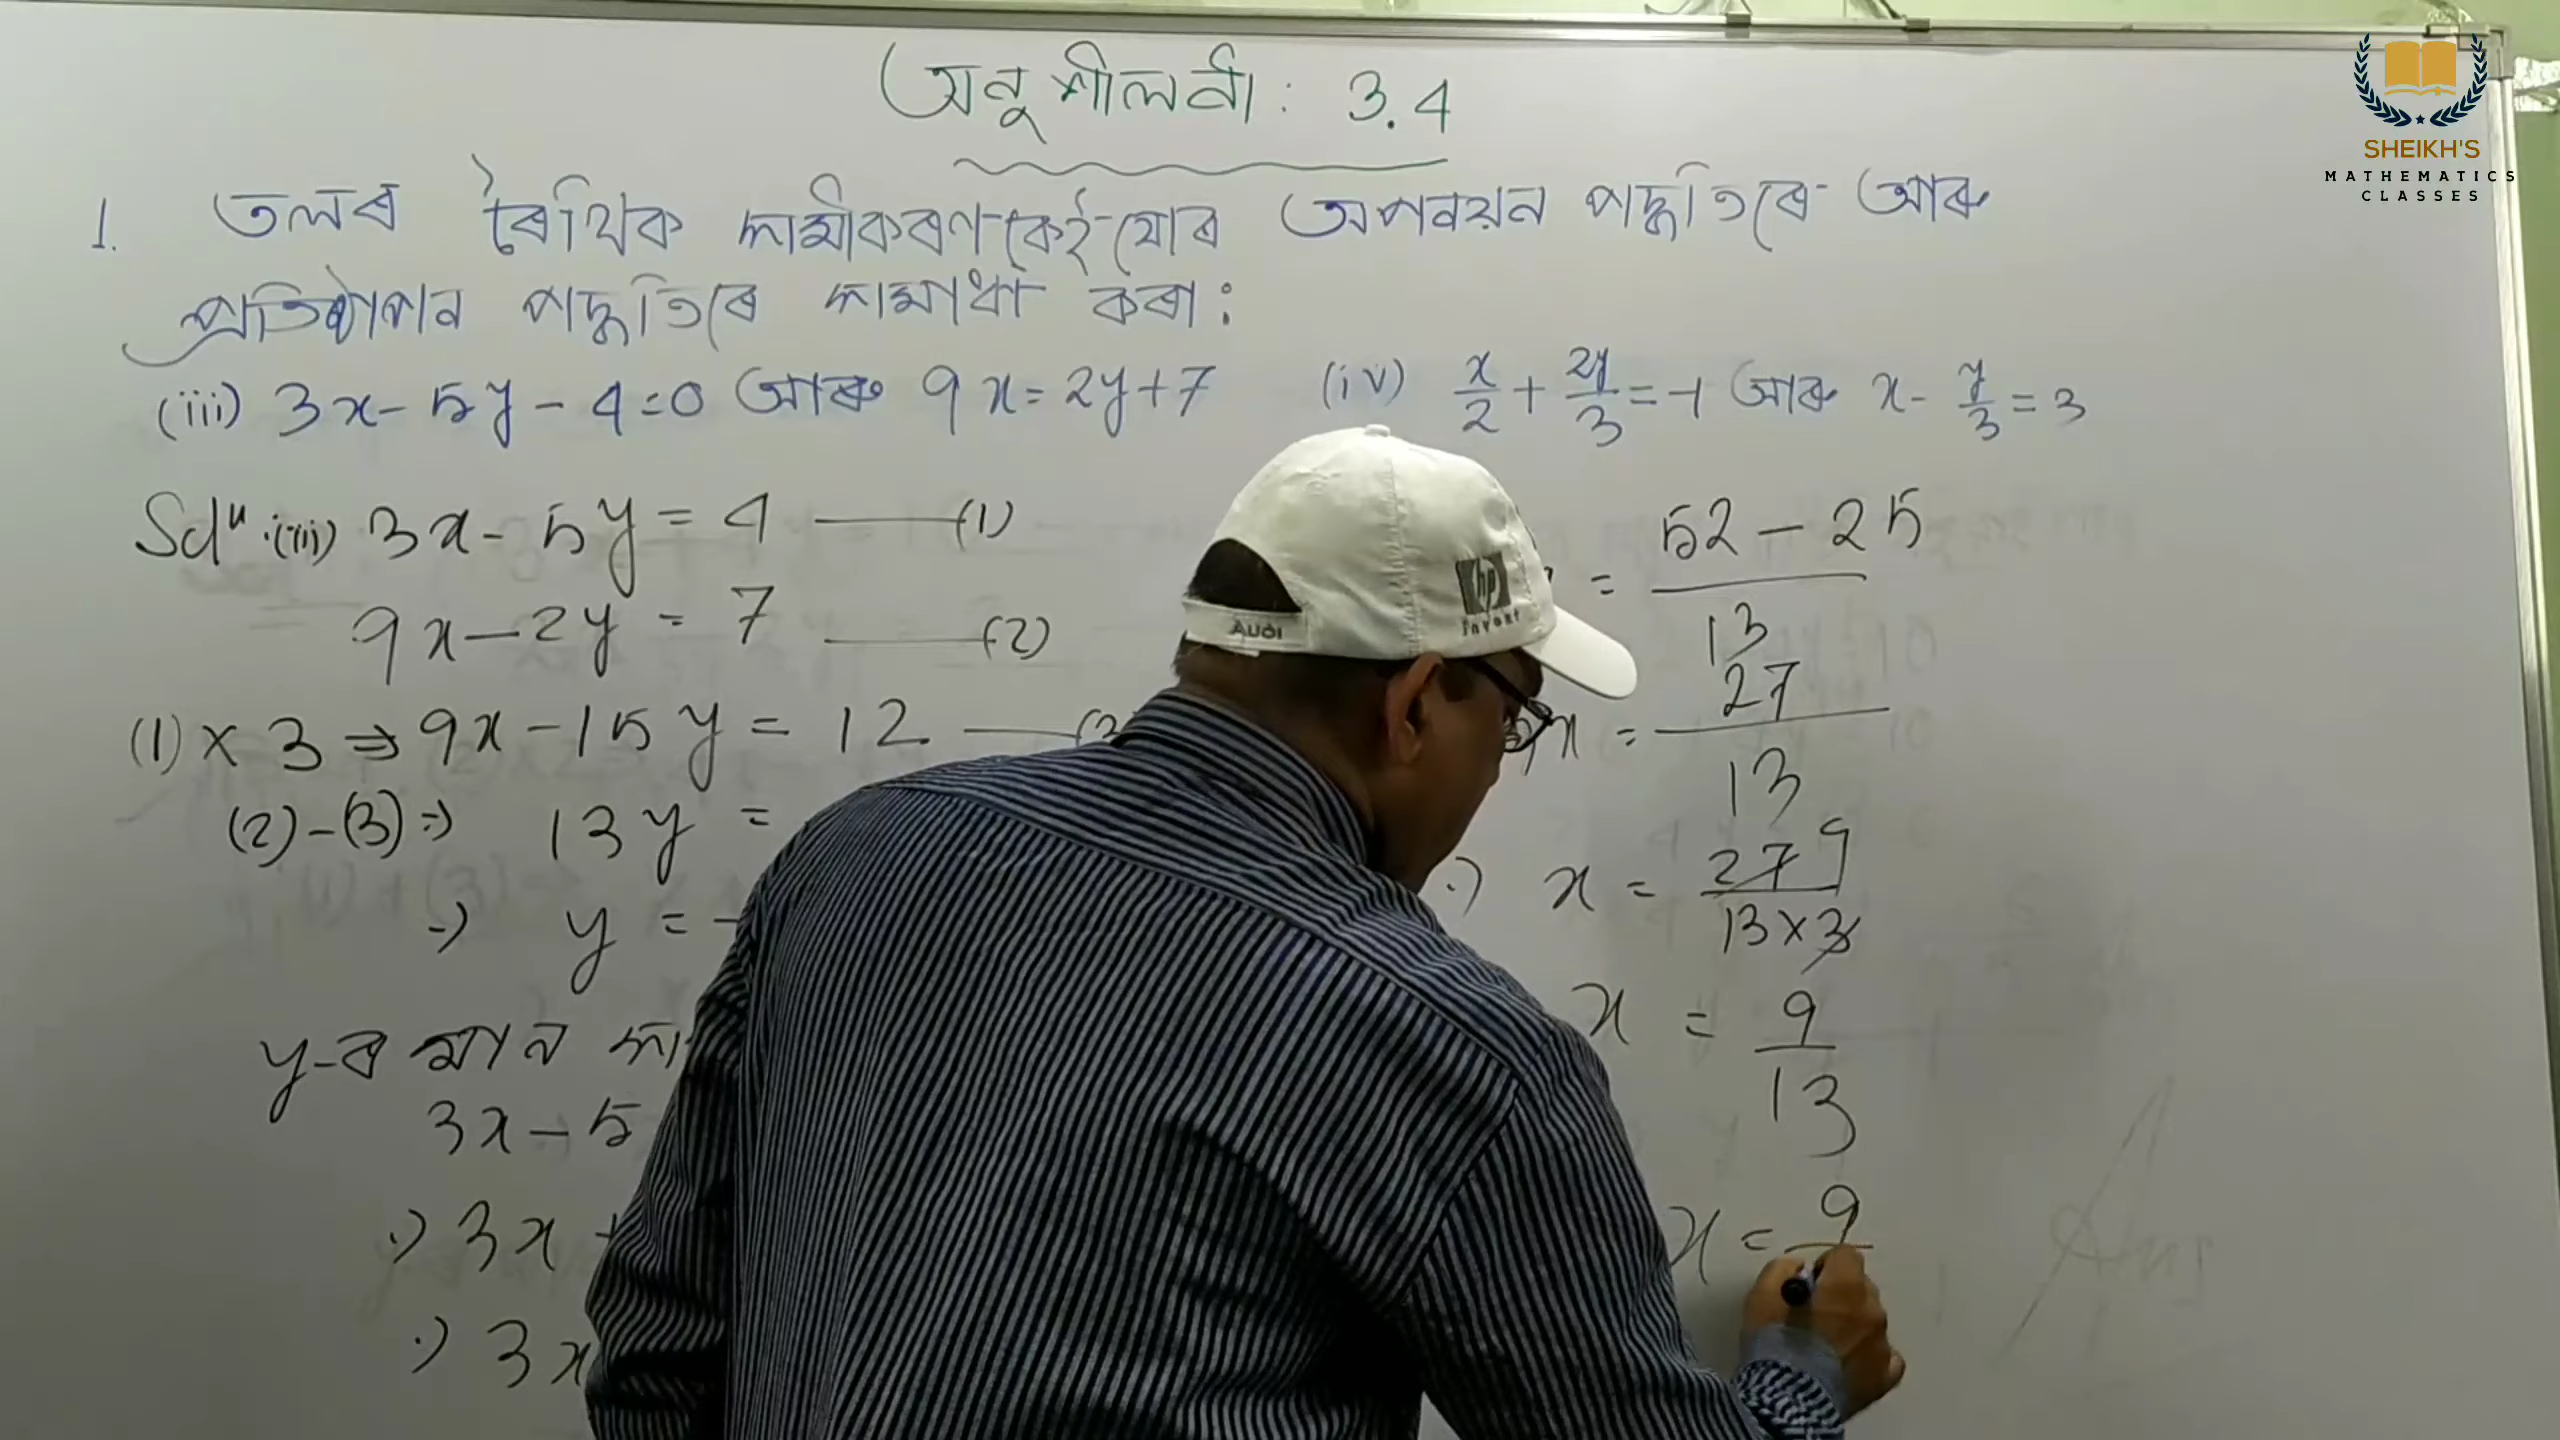 অনুশীলনী : 3.4
1. তলৰ ৰৈখিক সমীকৰণকেইযোৰ অপনয়ন পদ্ধতিৰে আৰু
প্ৰতিষ্ঠাপন পদ্ধতিৰে সমাধা কৰা :
(iii) 3x - 5y - 4 = 0 আৰু 9x = 2y + 7 (iv) x/2 + 2y/3 = -1 আৰু x - y/3 = 3
Solⁿ (iii) 3x - 5y = 4 —— (1)
9x - 2y = 7 —— (2)
(1) × 3 ⇒ 9x - 15y = 12 —— (3
(2) - (3) ⇒ 13y =
⇒ y = -
y-ৰ মান
3x - 5
⇒ 3x +
⇒ 3x
= (52 - 25)/13
x = 27/13
⇒ x = 27 9/(13 × 3)
x = 9/13
x = 9
SHEIKH'S
MATHEMATICS
CLASSES
hp
invent
AUDI